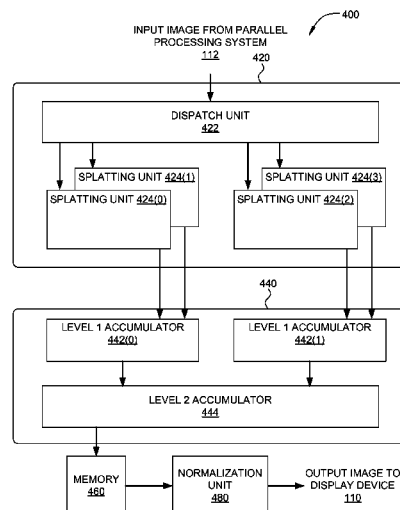 400
INPUT IMAGE FROM PARALLEL
PROCESSING SYSTEM
112
420
DISPATCH UNIT
422
SPLATTING UNIT 424(1)
SPLATTING UNIT 424(3)
SPLATTING UNIT 424(0)
SPLATTING UNIT 424(2)
440
LEVEL 1 ACCUMULATOR
442(0)
LEVEL 1 ACCUMULATOR
442(1)
LEVEL 2 ACCUMULATOR
444
MEMORY
460
NORMALIZATION
UNIT
480
OUTPUT IMAGE TO
DISPLAY DEVICE
110